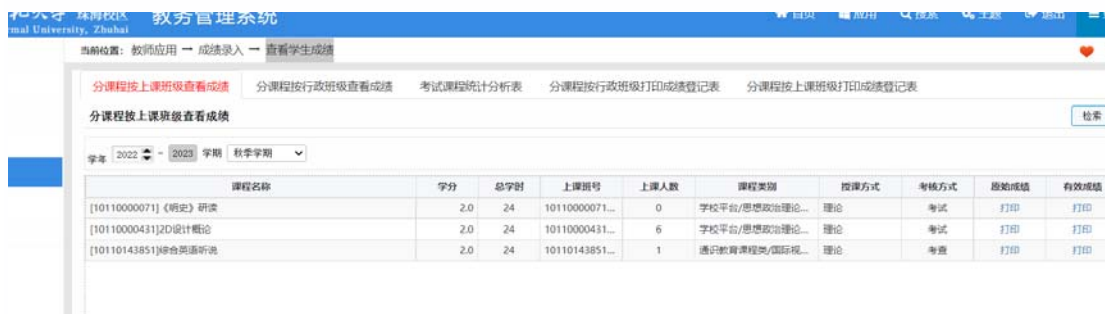 珠海校区 教务管理系统
mal University, Zhuhai
首页 应用 搜索 主题 退出
当前位置： 教师应用 → 成绩录入 → 查看学生成绩
分课程按上课班级查看成绩 分课程按行政班级查看成绩 考试课程统计分析表 分课程按行政班级打印成绩登记表 分课程按上课班级打印成绩登记表
分课程按上课班级查看成绩 检索
学年 2022 - 2023 学期 秋季学期
课程名称 学分 总学时 上课班号 上课人数 课程类别 授课方式 考核方式 原始成绩 有效成绩
[10110000071]《明史》研读 2.0 24 10110000071... 0 学校平台/思想政治理论... 理论 考试 打印 打印
[10110000431]2D设计概论 2.0 24 10110000431... 6 学校平台/思想政治理论... 理论 考试 打印 打印
[10110143851]综合英语听说 2.0 24 10110143851... 1 通识教育课程类/国际视... 理论 考查 打印 打印